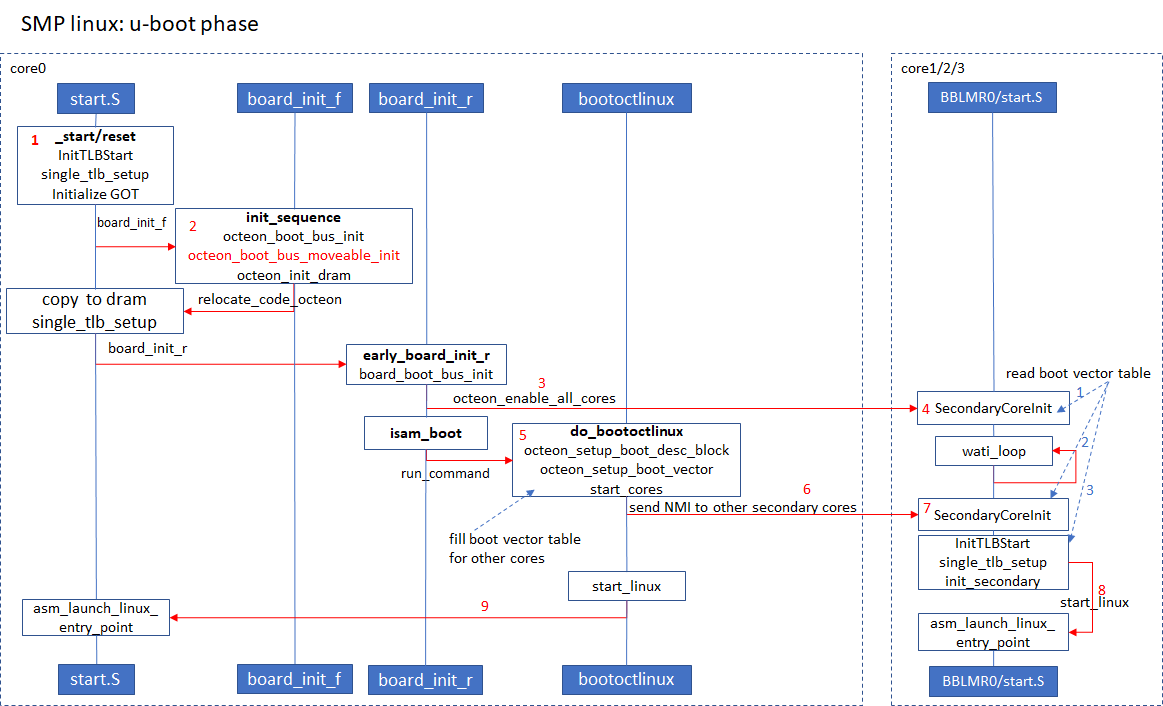 SMP linux: u-boot phase
core0
core1/2/3
start.S
board_init_f
board_init_r
bootoctlinux
BBLMR0/start.S
1
_start/reset
InitTLBStart
single_tlb_setup
Initialize GOT
board_init_f
2
init_sequence
octeon_boot_bus_init
octeon_boot_bus_moveable_init
octeon_init_dram
copy to dram
single_tlb_setup
relocate_code_octeon
board_init_r
early_board_init_r
board_boot_bus_init
3
octeon_enable_all_cores
read boot vector table
1
4
SecondaryCoreInit
isam_boot
run_command
5
do_bootoctlinux
octeon_setup_boot_desc_block
octeon_setup_boot_vector
start_cores
2
wati_loop
3
6
send NMI to other secondary cores
7
SecondaryCoreInit
fill boot vector table
for other cores
InitTLBStart
single_tlb_setup
init_secondary
start_linux
8
start_linux
9
asm_launch_linux_
entry_point
asm_launch_linux_
entry_point
start.S
board_init_f
board_init_r
bootoctlinux
BBLMR0/start.S